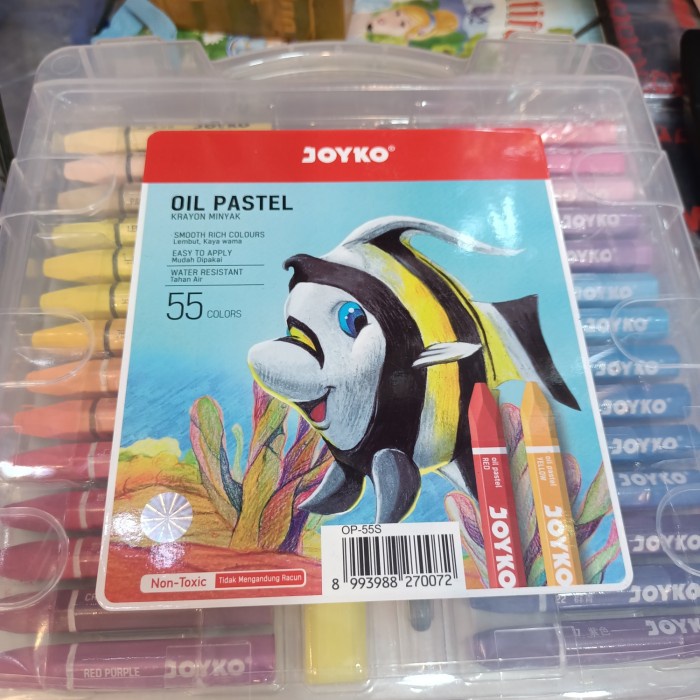 JOYKO
JOYKO®
OIL PASTEL
KRAYON MINYAK
SMOOTH RICH COLOURS
Lembut, Kaya warna
EASY TO APPLY
Mudah Dipakai
WATER RESISTANT
Tahan Air
55 COLORS
JOYKO
JOYKO
JOYKO
JOYKO
JOYKO
oil pastel
RED
JOYKO
oil pastel
YELLOW
JOYKO
OP-55S
8 993988 270072
Non-Toxic
Tidak Mengandung Racun
JOYKO
RED PURPLE
JOYKO